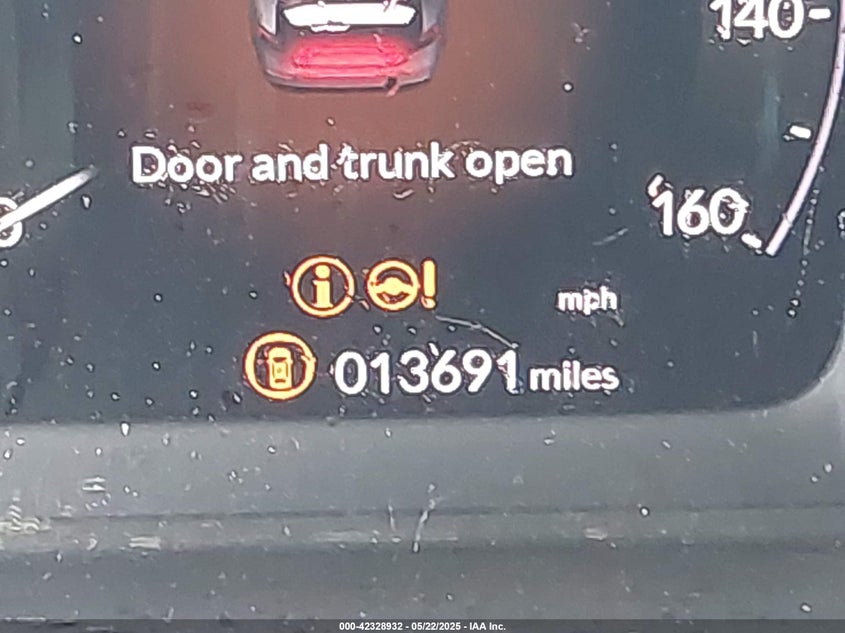 140
Door and trunk open
160
mph
013691 miles
000-42328932 - 05/22/2025 - IAA Inc.